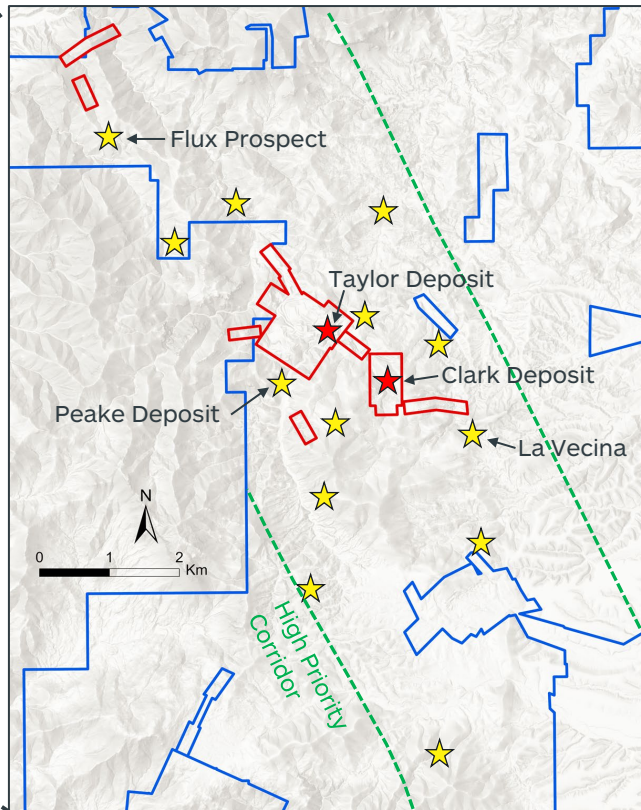 Flux Prospect
Taylor Deposit
Clark Deposit
Peake Deposit
La Vecina
N
0 1 2
Km
High Priority
Corridor